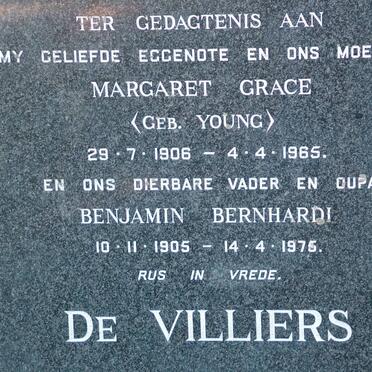 TER GEDAGTENIS AAN
MY GELIEFDE EGGENOTE EN ONS MOE
MARGARET GRACE
(GEB. YOUNG)
29·7·1906 – 4·4·1965.
EN ONS DIERBARE VADER EN OUPA
BENJAMIN BERNHARDI
10·11·1905 – 14·4·1975.
RUS IN VREDE.
DE VILLIERS